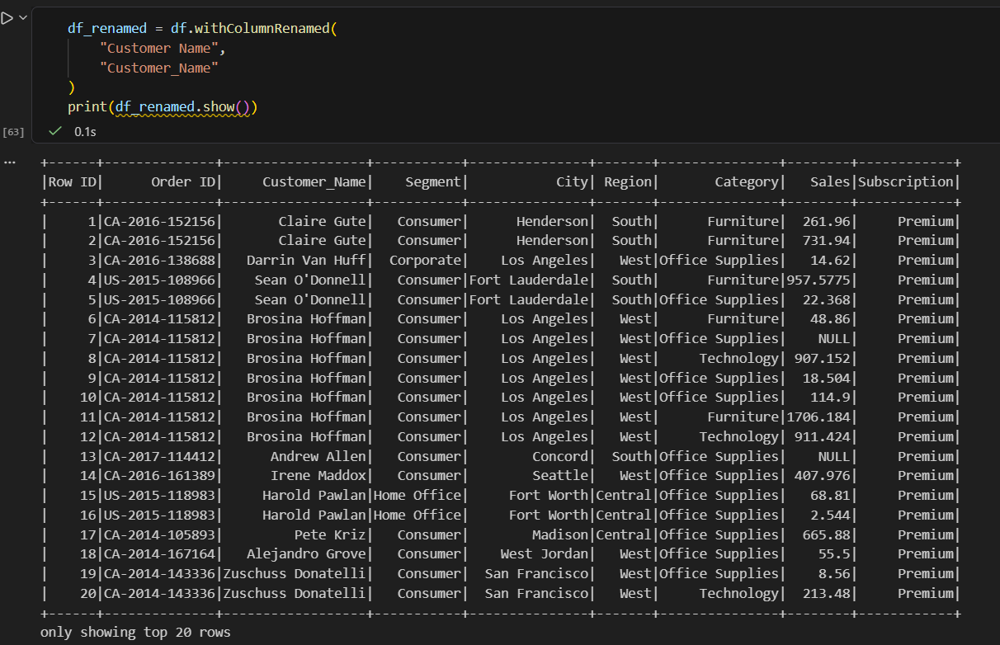 df_renamed = df.withColumnRenamed(
    "Customer Name",
    "Customer_Name"
)
print(df_renamed.show())
[63] 0.1s
+------+--------------+------------------+-----------+---------------+-------+---------------+--------+------------+
|Row ID|      Order ID|     Customer_Name|    Segment|           City| Region|       Category|   Sales|Subscription|
+------+--------------+------------------+-----------+---------------+-------+---------------+--------+------------+
|     1|CA-2016-152156|       Claire Gute|   Consumer|      Henderson|  South|      Furniture|  261.96|     Premium|
|     2|CA-2016-152156|       Claire Gute|   Consumer|      Henderson|  South|      Furniture|  731.94|     Premium|
|     3|CA-2016-138688|   Darrin Van Huff|  Corporate|    Los Angeles|   West|Office Supplies|   14.62|     Premium|
|     4|US-2015-108966|    Sean O'Donnell|   Consumer|Fort Lauderdale|  South|      Furniture|957.5775|     Premium|
|     5|US-2015-108966|    Sean O'Donnell|   Consumer|Fort Lauderdale|  South|Office Supplies|  22.368|     Premium|
|     6|CA-2014-115812|   Brosina Hoffman|   Consumer|    Los Angeles|   West|      Furniture|   48.86|     Premium|
|     7|CA-2014-115812|   Brosina Hoffman|   Consumer|    Los Angeles|   West|Office Supplies|    NULL|     Premium|
|     8|CA-2014-115812|   Brosina Hoffman|   Consumer|    Los Angeles|   West|     Technology| 907.152|     Premium|
|     9|CA-2014-115812|   Brosina Hoffman|   Consumer|    Los Angeles|   West|Office Supplies|  18.504|     Premium|
|    10|CA-2014-115812|   Brosina Hoffman|   Consumer|    Los Angeles|   West|Office Supplies|   114.9|     Premium|
|    11|CA-2014-115812|   Brosina Hoffman|   Consumer|    Los Angeles|   West|      Furniture|1706.184|     Premium|
|    12|CA-2014-115812|   Brosina Hoffman|   Consumer|    Los Angeles|   West|     Technology| 911.424|     Premium|
|    13|CA-2017-114412|      Andrew Allen|   Consumer|        Concord|  South|Office Supplies|    NULL|     Premium|
|    14|CA-2016-161389|      Irene Maddox|   Consumer|        Seattle|   West|Office Supplies| 407.976|     Premium|
|    15|US-2015-118983|     Harold Pawlan|Home Office|     Fort Worth|Central|Office Supplies|   68.81|     Premium|
|    16|US-2015-118983|     Harold Pawlan|Home Office|     Fort Worth|Central|Office Supplies|   2.544|     Premium|
|    17|CA-2014-105893|         Pete Kriz|   Consumer|        Madison|Central|Office Supplies|  665.88|     Premium|
|    18|CA-2014-167164|   Alejandro Grove|   Consumer|    West Jordan|   West|Office Supplies|    55.5|     Premium|
|    19|CA-2014-143336|Zuschuss Donatelli|   Consumer|  San Francisco|   West|Office Supplies|    8.56|     Premium|
|    20|CA-2014-143336|Zuschuss Donatelli|   Consumer|  San Francisco|   West|     Technology|  213.48|     Premium|
+------+--------------+------------------+-----------+---------------+-------+---------------+--------+------------+
only showing top 20 rows